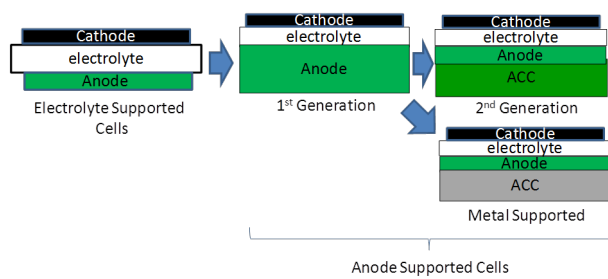 Cathode
electrolyte
Anode
Electrolyte Supported
Cells
Cathode
electrolyte
Anode
1st Generation
Cathode
electrolyte
Anode
ACC
2nd Generation
Cathode
electrolyte
Anode
ACC
Metal Supported
Anode Supported Cells